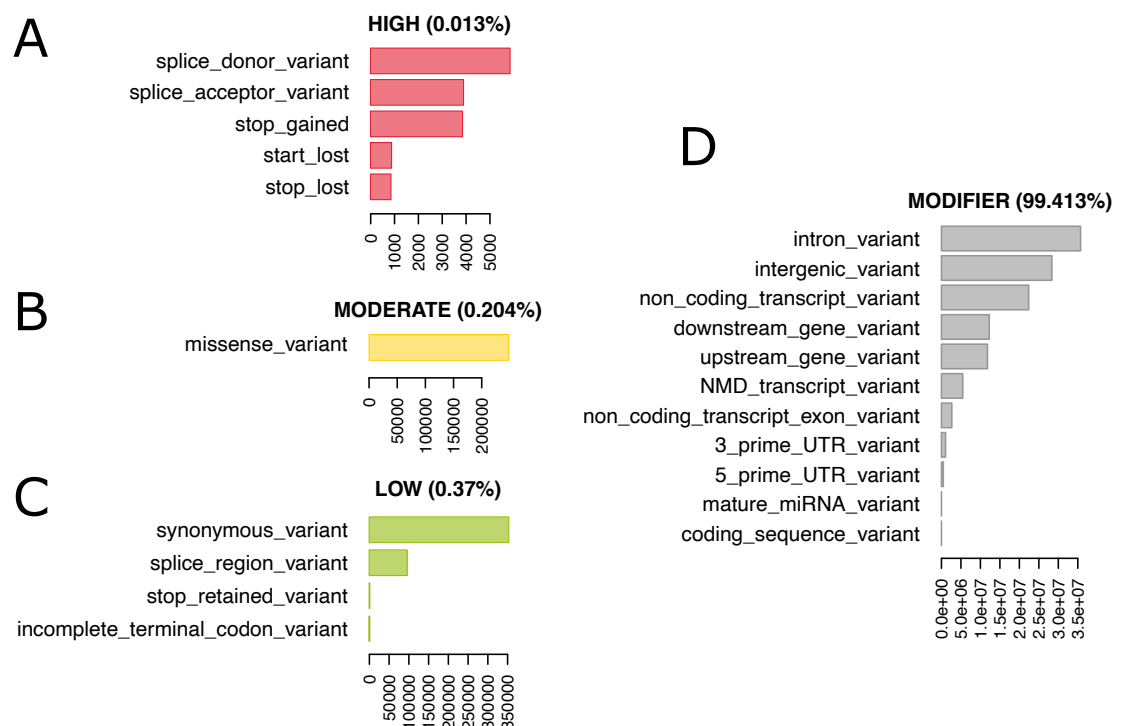 A
HIGH (0.013%)
splice_donor_variant
splice_acceptor_variant
stop_gained
start_lost
stop_lost
0
1000
2000
3000
4000
5000
B
MODERATE (0.204%)
missense_variant
0
50000
100000
150000
200000
C
LOW (0.37%)
synonymous_variant
splice_region_variant
stop_retained_variant
incomplete_terminal_codon_variant
0
50000
100000
150000
200000
250000
300000
350000
D
MODIFIER (99.413%)
intron_variant
intergenic_variant
non_coding_transcript_variant
downstream_gene_variant
upstream_gene_variant
NMD_transcript_variant
non_coding_transcript_exon_variant
3_prime_UTR_variant
5_prime_UTR_variant
mature_miRNA_variant
coding_sequence_variant
0.0e+00
5.0e+06
1.0e+07
1.5e+07
2.0e+07
2.5e+07
3.0e+07
3.5e+07